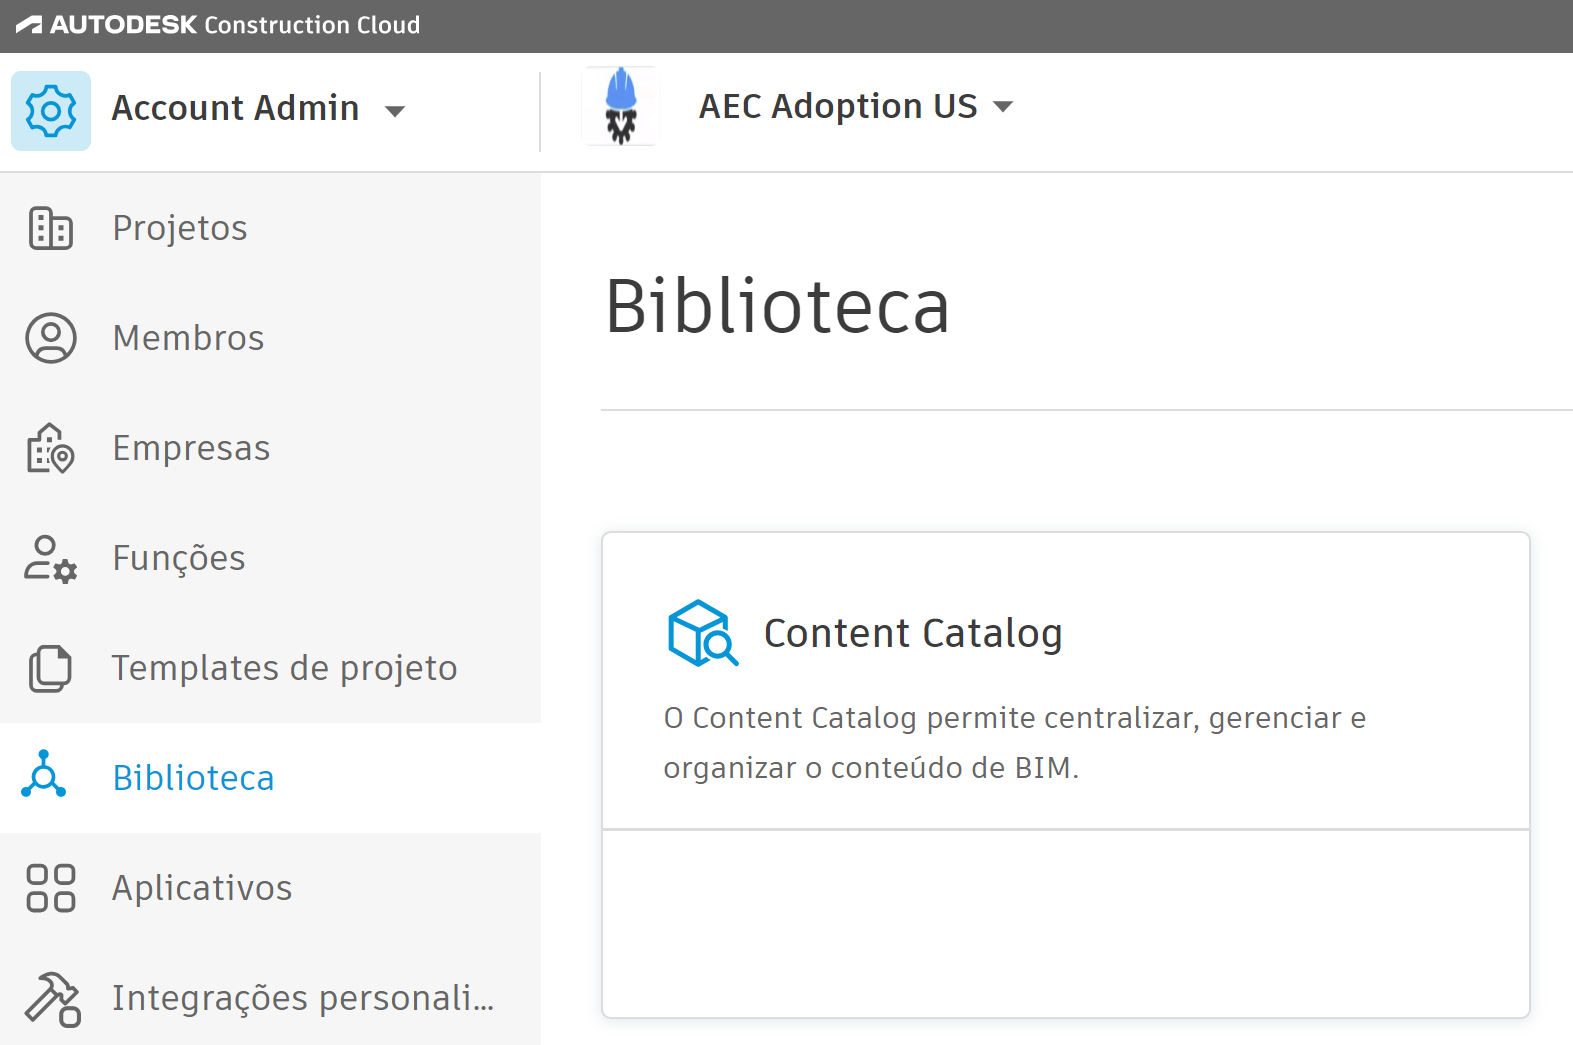 AUTODESK Construction Cloud
Account Admin
AEC Adoption US
Projetos
Membros
Empresas
Funções
Templates de projeto
Biblioteca
Aplicativos
Integrações personali...
Biblioteca
Content Catalog
O Content Catalog permite centralizar, gerenciar e
organizar o conteúdo de BIM.